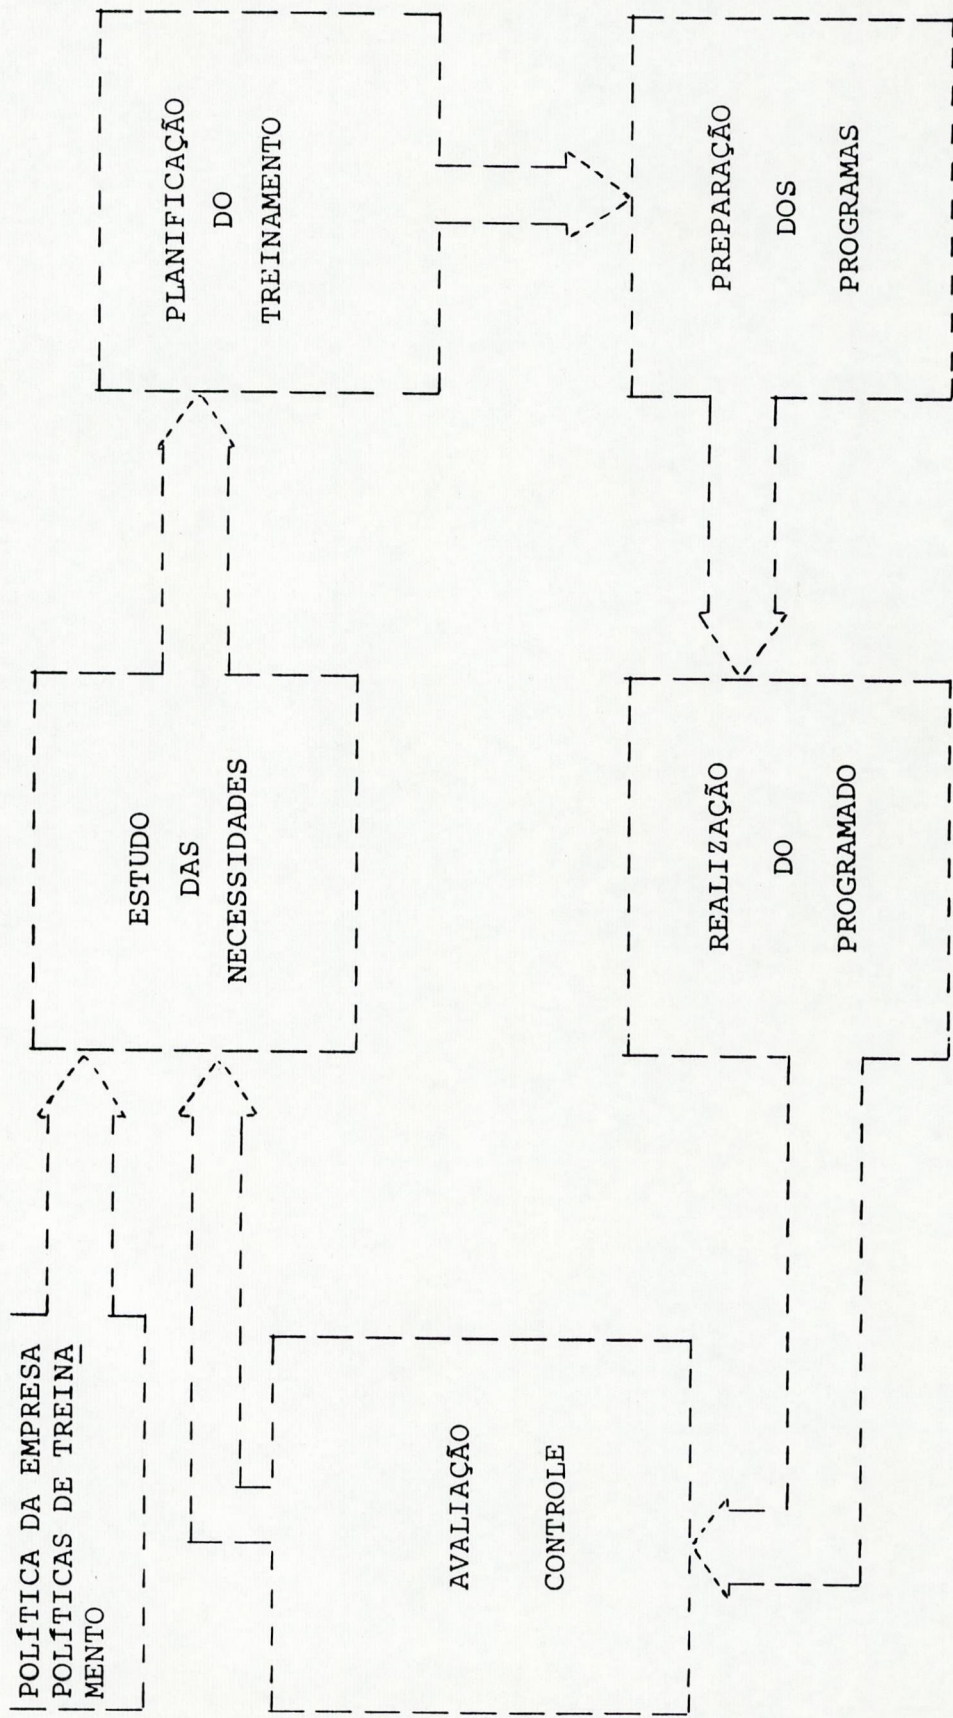 POLÍTICA DA EMPRESA
POLÍTICAS DE TREINA
MENTO
ESTUDO
DAS
NECESSIDADES
PLANIFICAÇÃO
DO
TREINAMENTO
PREPARAÇÃO
DOS
PROGRAMAS
REALIZAÇÃO
DO
PROGRAMADO
AVALIAÇÃO
CONTROLE